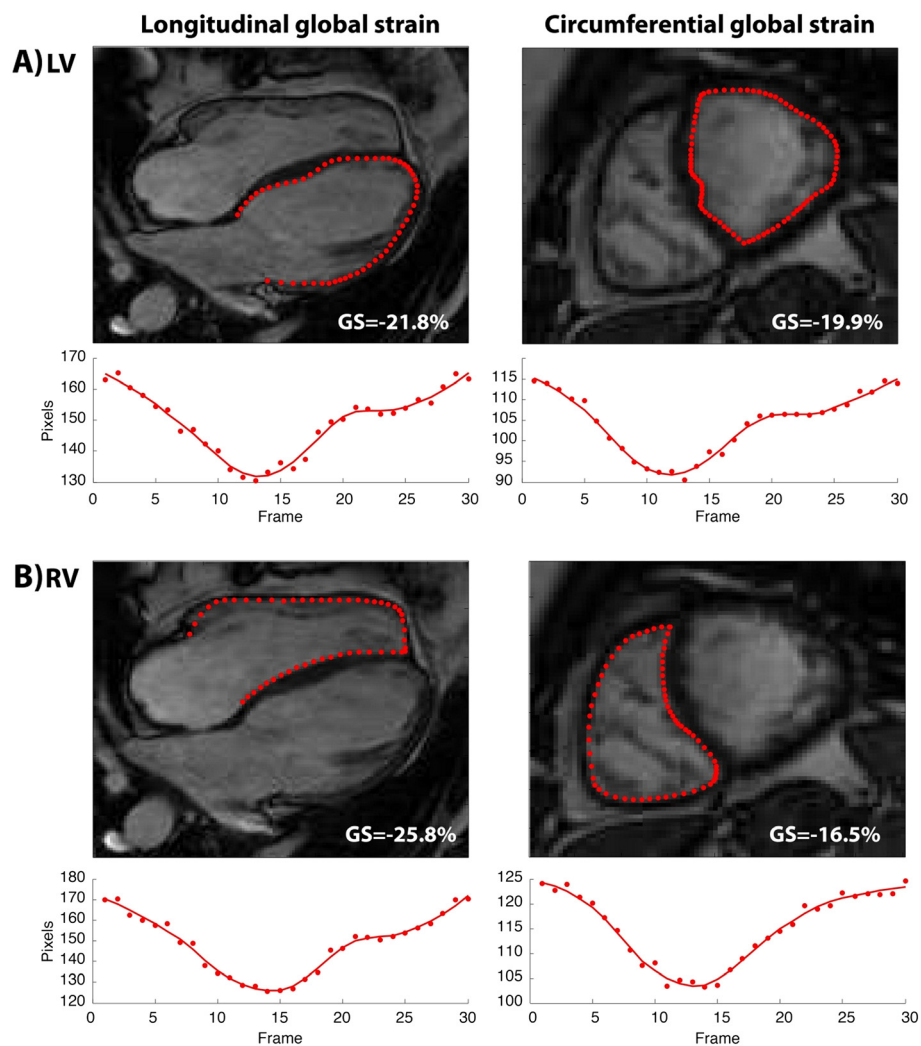 Longitudinal global strain
Circumferential global strain
A) LV
GS=-21.8%
GS=-19.9%
170
160
150
140
130
Pixels
0 5 10 15 20 25 30
Frame
115
110
105
100
95
90
0 5 10 15 20 25 30
Frame
B) RV
GS=-25.8%
GS=-16.5%
180
170
160
150
140
130
120
Pixels
0 5 10 15 20 25 30
Frame
125
120
115
110
105
100
0 5 10 15 20 25 30
Frame